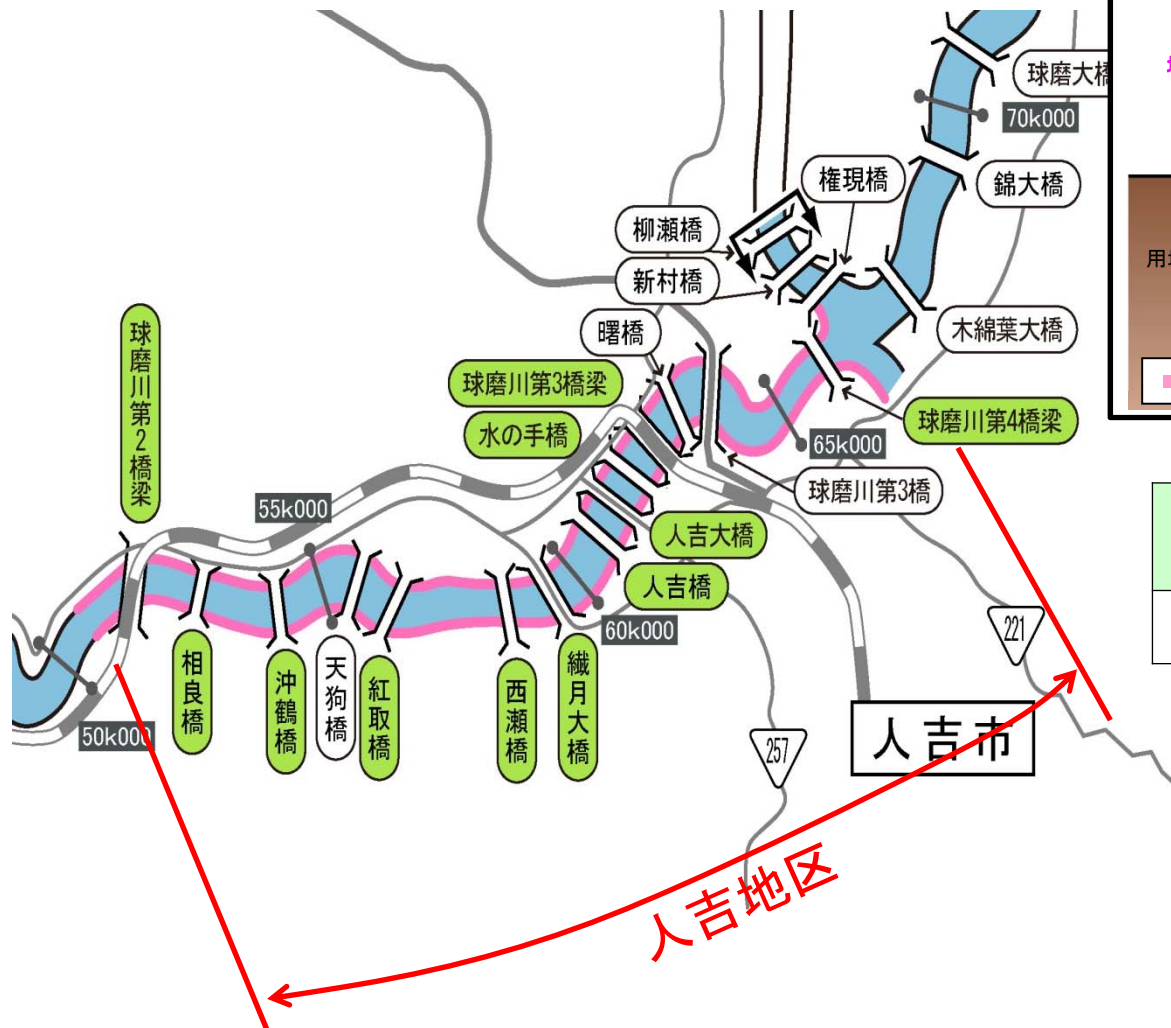 球磨大橋
70k000
錦大橋
権現橋
柳瀬橋
新村橋
曙橋
木綿葉大橋
球磨川第2橋梁
球磨川第3橋梁
水の手橋
球磨川第4橋梁
65k000
球磨川第3橋
55k000
人吉大橋
人吉橋
60k000
50k000
相良橋
沖鶴橋
天狗橋
紅取橋
西瀬橋
繊月大橋
221
257
人吉市
人吉地区
用